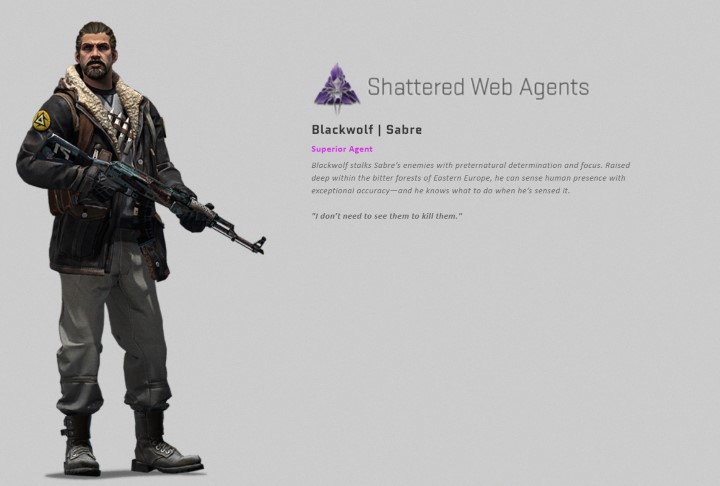 Shattered Web Agents
Blackwolf | Sabre
Superior Agent
Blackwolf stalks Sabre's enemies with preternatural determination and focus. Raised
deep within the bitter forests of Eastern Europe, he can sense human presence with
exceptional accuracy—and he knows what to do when he's sensed it.
"I don't need to see them to kill them."